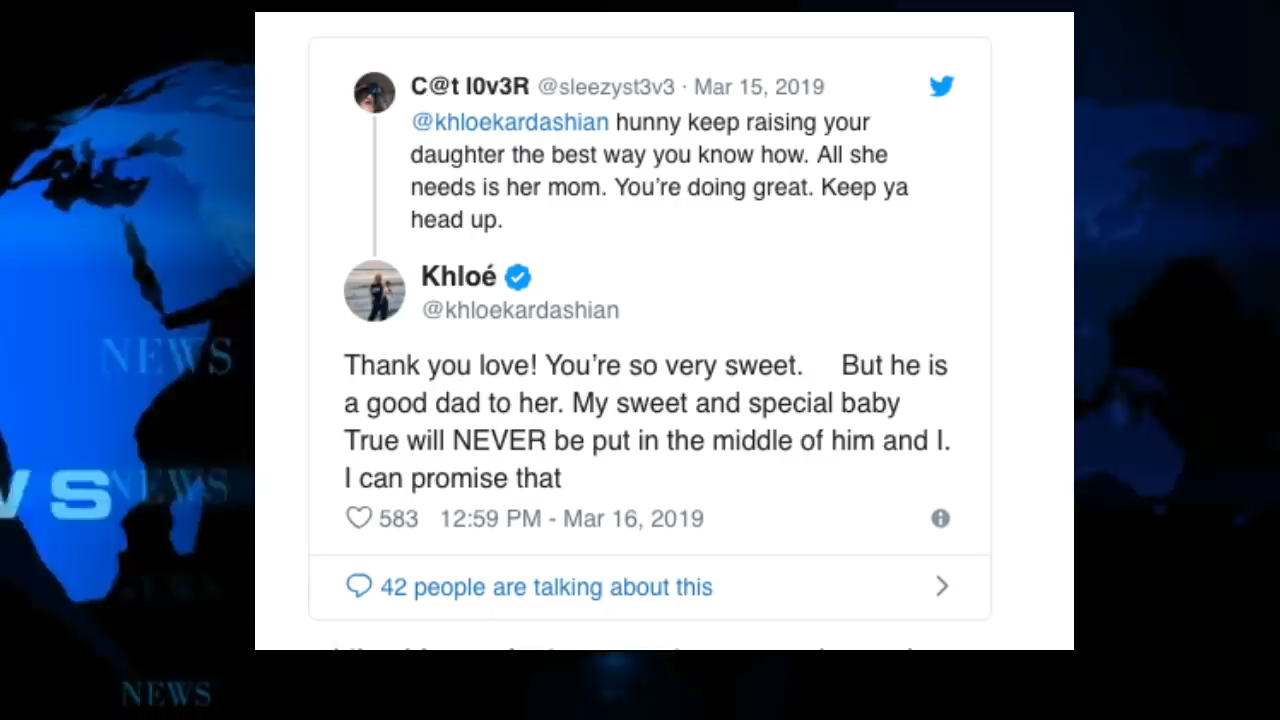 C@t l0v3R @sleezyst3v3 · Mar 15, 2019
@khloekardashian hunny keep raising your
daughter the best way you know how. All she
needs is her mom. You're doing great. Keep ya
head up.
Khloé
@khloekardashian
Thank you love! You're so very sweet. But he is
a good dad to her. My sweet and special baby
True will NEVER be put in the middle of him and I.
I can promise that
583 12:59 PM - Mar 16, 2019
42 people are talking about this
NEWS
VS NEWS
NEWS
NEWS